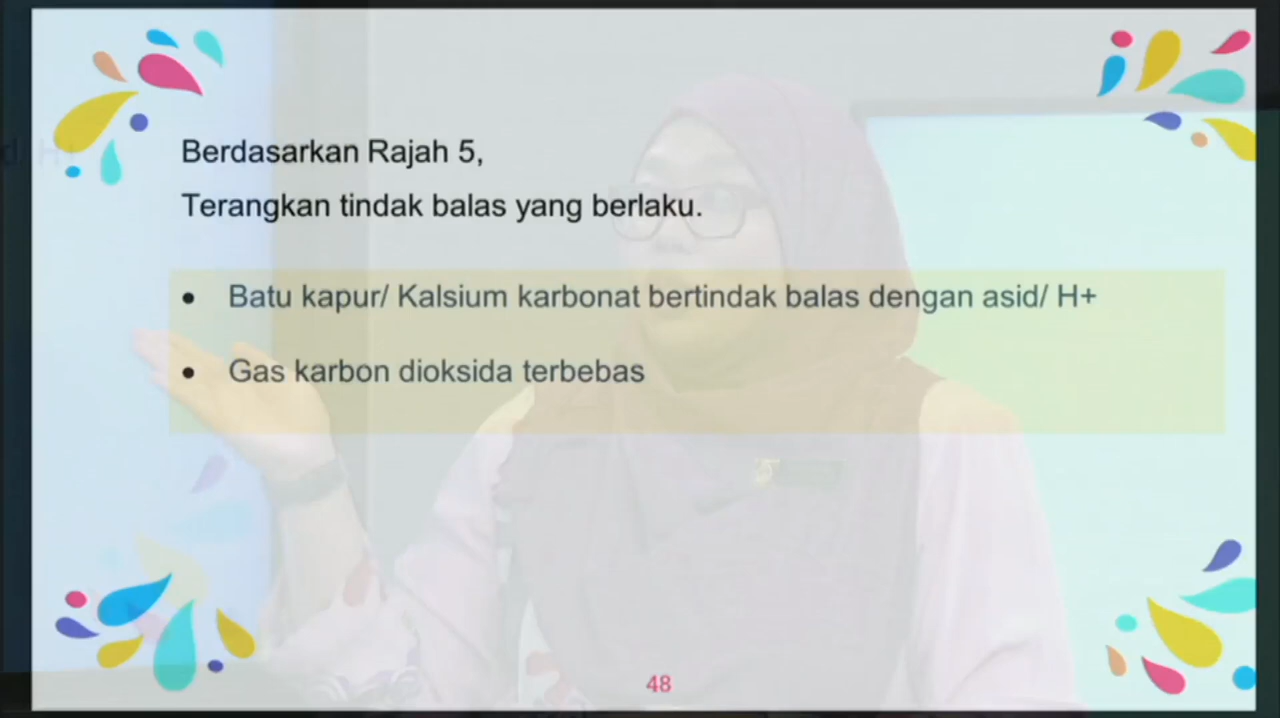 Berdasarkan Rajah 5,
Terangkan tindak balas yang berlaku.
• Batu kapur/ Kalsium karbonat bertindak balas dengan asid/ H+
• Gas karbon dioksida terbebas
48